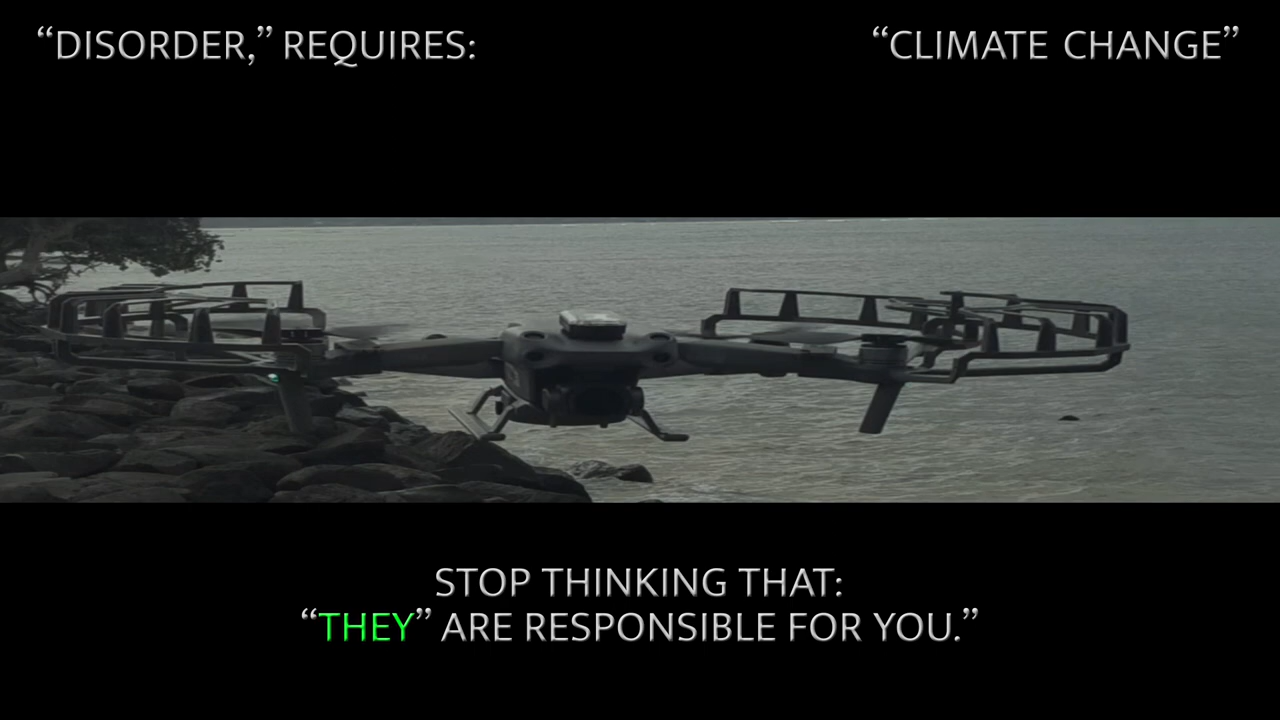 “DISORDER,” REQUIRES:
“CLIMATE CHANGE”
STOP THINKING THAT:
“THEY” ARE RESPONSIBLE FOR YOU.”